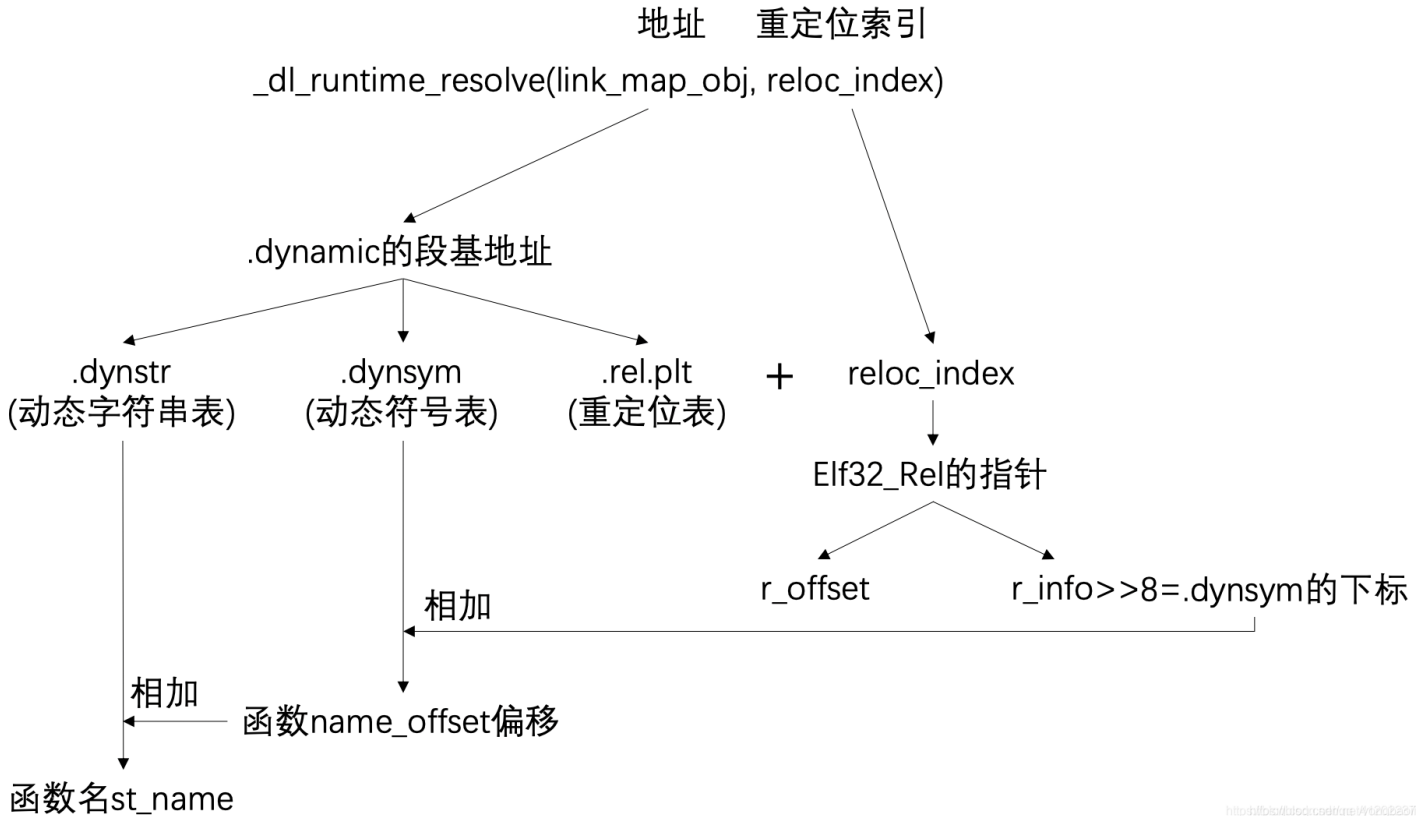 地址 重定位索引
_dl_runtime_resolve(link_map_obj, reloc_index)
.dynamic的段基地址
.dynstr
(动态字符串表)
.dynsym
(动态符号表)
.rel.plt
(重定位表)
+
reloc_index
Elf32_Rel的指针
r_offset
r_info>>8=.dynsym的下标
相加
相加
函数name_offset偏移
函数名st_name